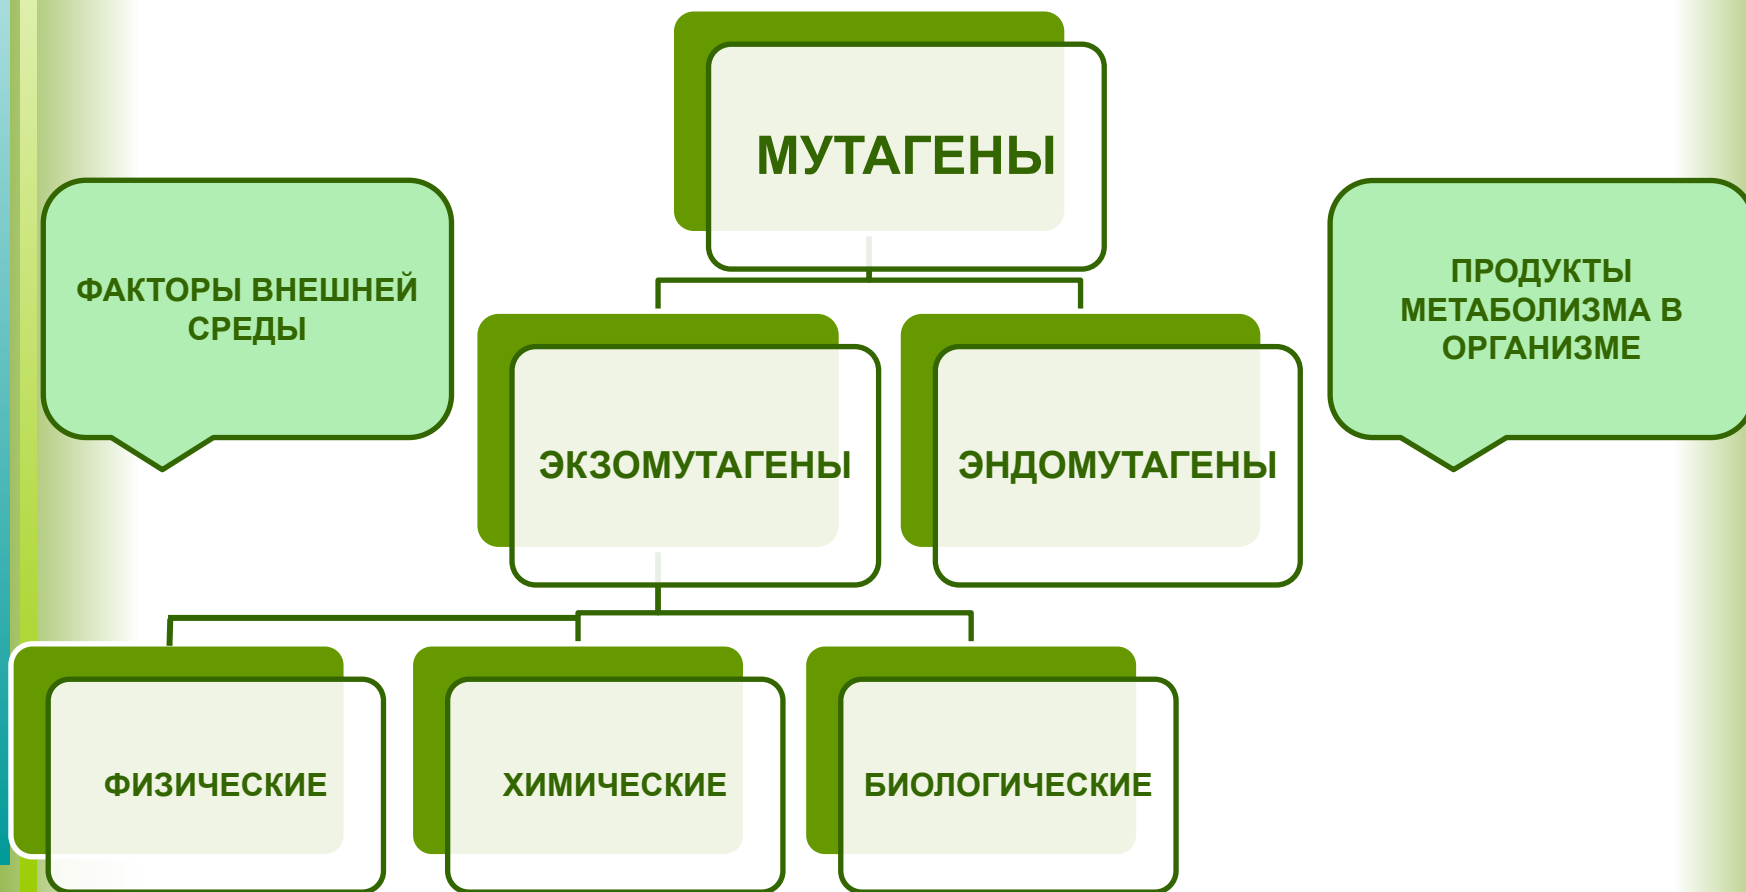 МУТАГЕНЫ
ФАКТОРЫ ВНЕШНЕЙ
СРЕДЫ
ПРОДУКТЫ
МЕТАБОЛИЗМА В
ОРГАНИЗМЕ
ЭКЗОМУТАГЕНЫ
ЭНДОМУТАГЕНЫ
ФИЗИЧЕСКИЕ
ХИМИЧЕСКИЕ
БИОЛОГИЧЕСКИЕ